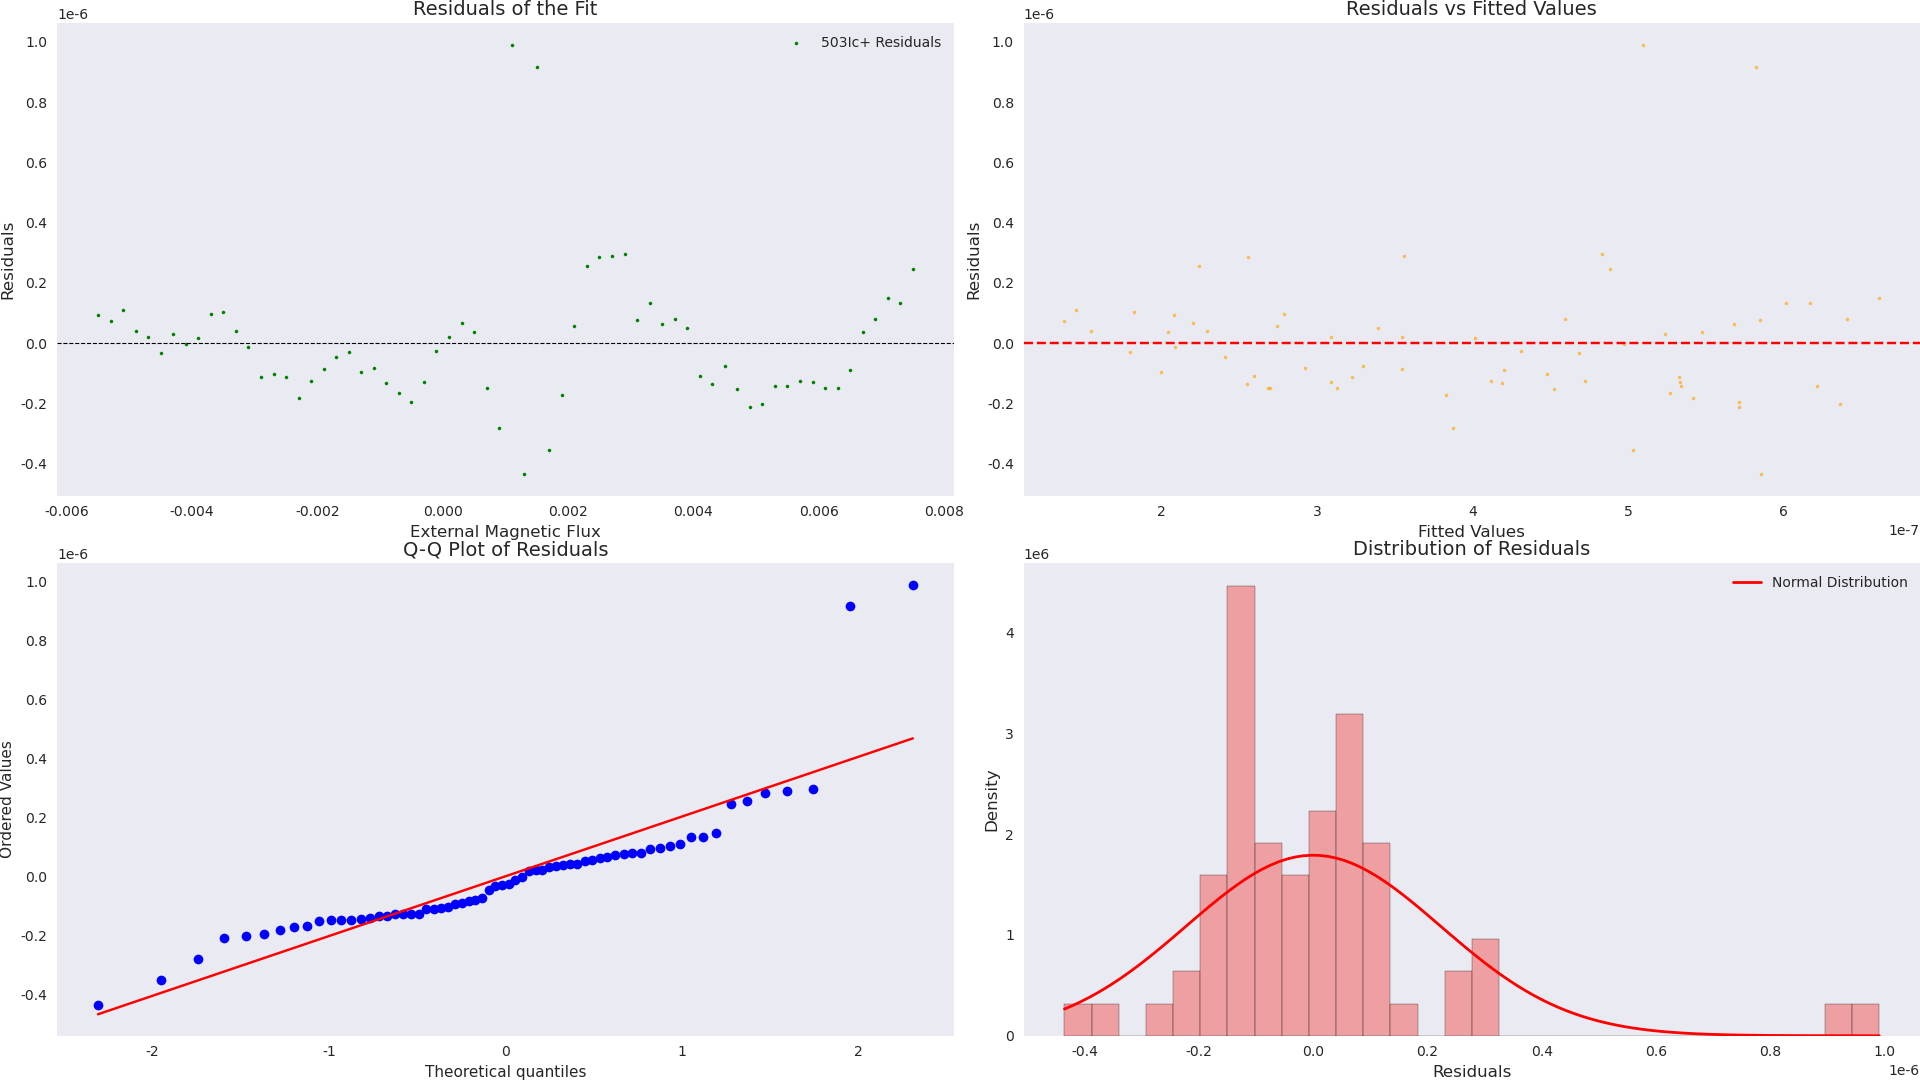 Residuals of the Fit
1e-6
503Ic+ Residuals
1.0
0.8
0.6
0.4
0.2
0.0
-0.2
-0.4
Residuals
-0.006 -0.004 -0.002 0.000 0.002 0.004 0.006 0.008
External Magnetic Flux
Residuals vs Fitted Values
1e-6
1.0
0.8
0.6
0.4
0.2
0.0
-0.2
-0.4
Residuals
2 3 4 5 6
1e-7
Fitted Values
Q-Q Plot of Residuals
1e-6
1.0
0.8
0.6
0.4
0.2
0.0
-0.2
-0.4
Ordered Values
-2 -1 0 1 2
Theoretical quantiles
Distribution of Residuals
1e6
Normal Distribution
4
3
2
1
0
Density
-0.4 -0.2 0.0 0.2 0.4 0.6 0.8 1.0
1e-6
Residuals